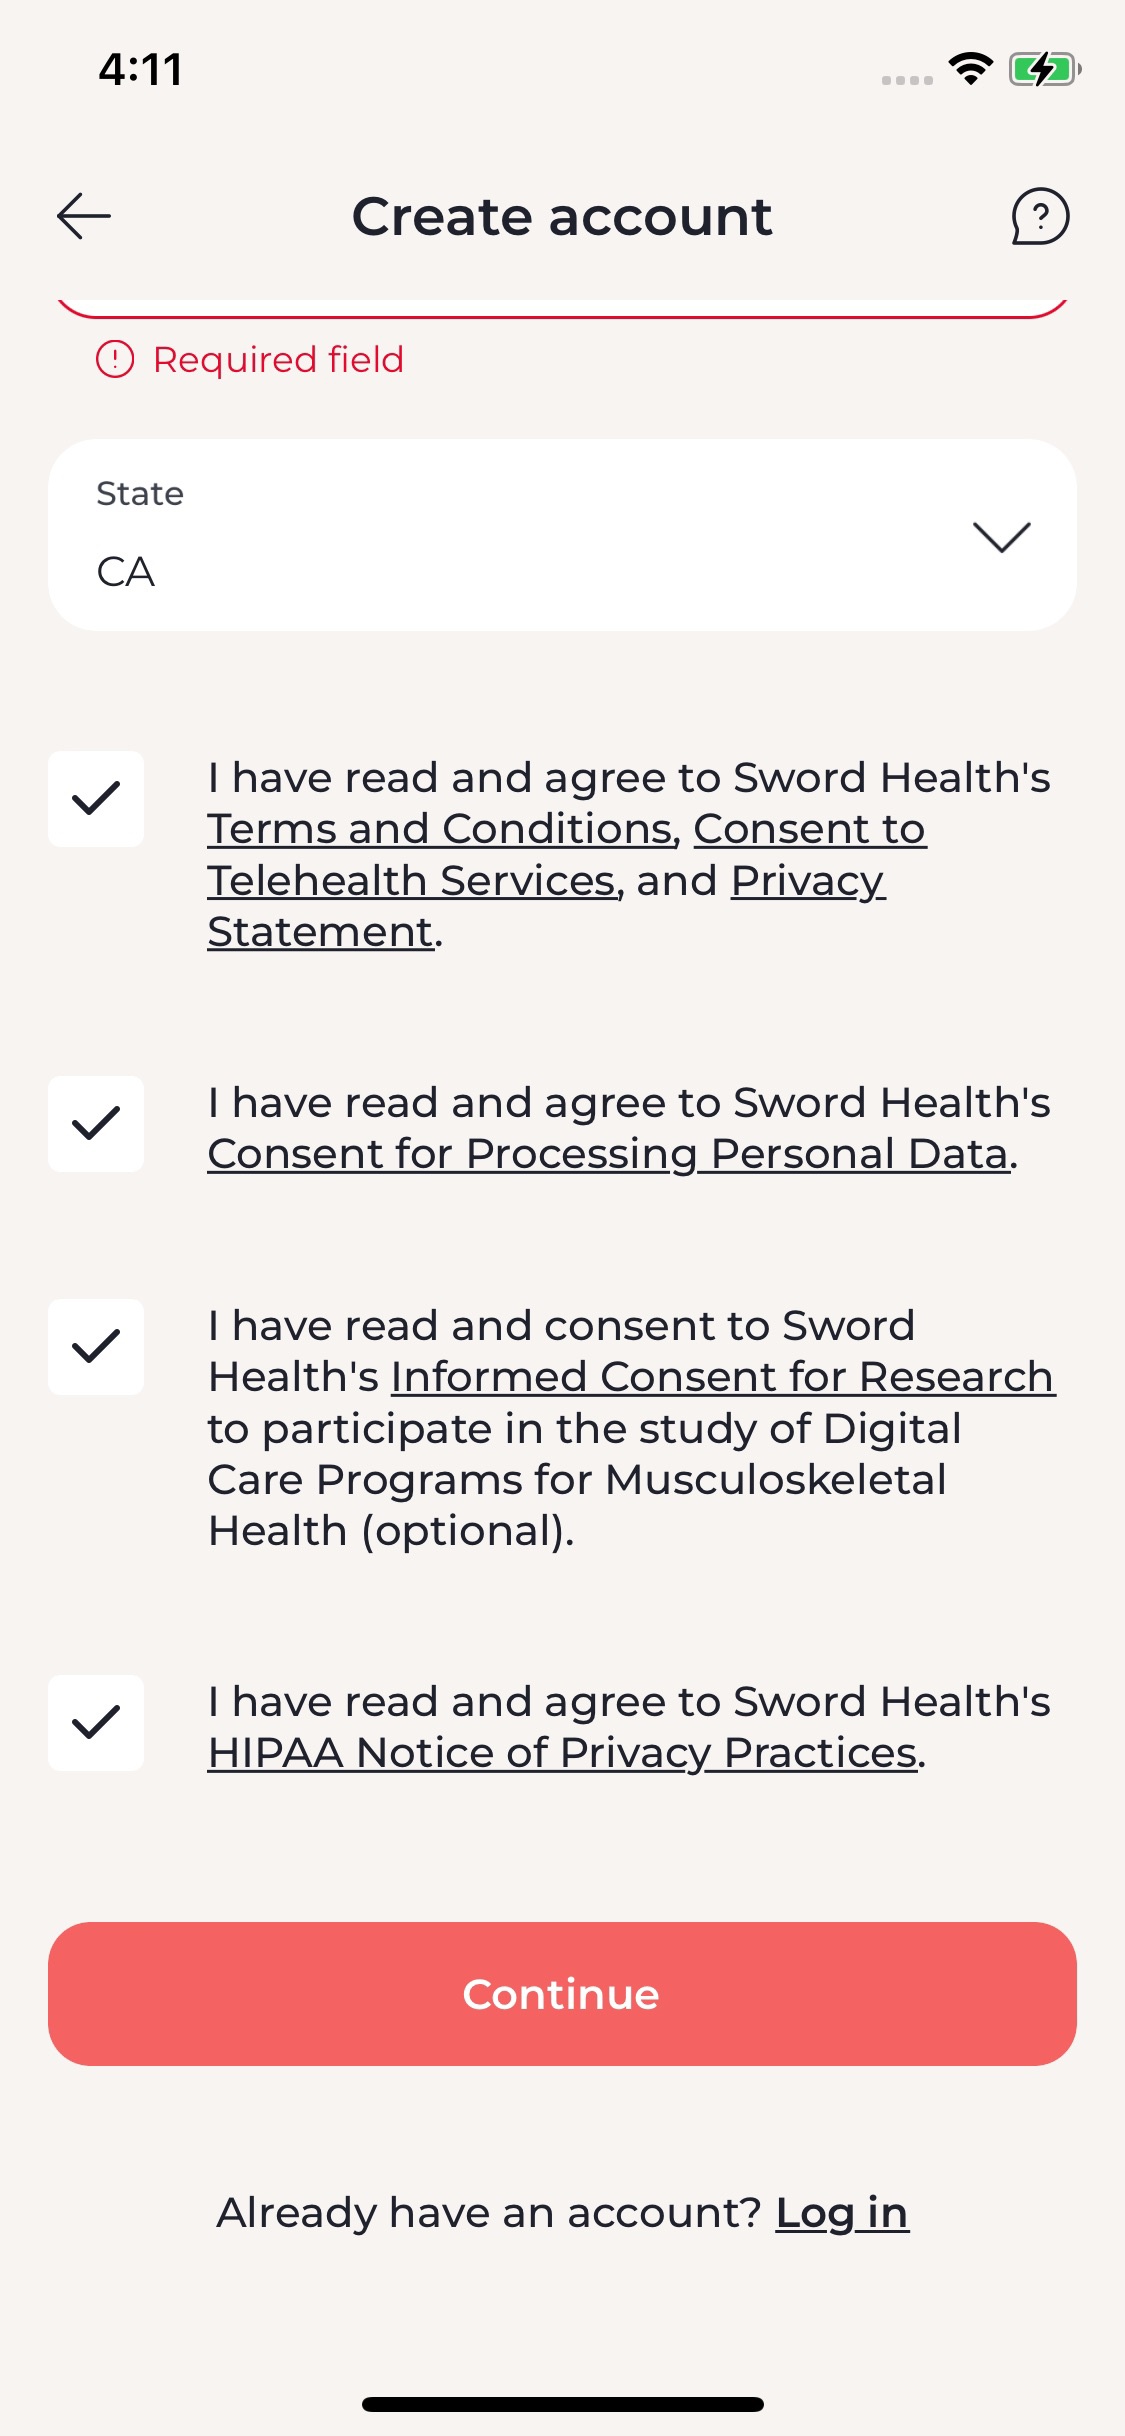 4:11
Create account
Required field
State
CA
I have read and agree to Sword Health's
Terms and Conditions, Consent to
Telehealth Services, and Privacy
Statement.
I have read and agree to Sword Health's
Consent for Processing Personal Data.
I have read and consent to Sword
Health's Informed Consent for Research
to participate in the study of Digital
Care Programs for Musculoskeletal
Health (optional).
I have read and agree to Sword Health's
HIPAA Notice of Privacy Practices.
Continue
Already have an account? Log in